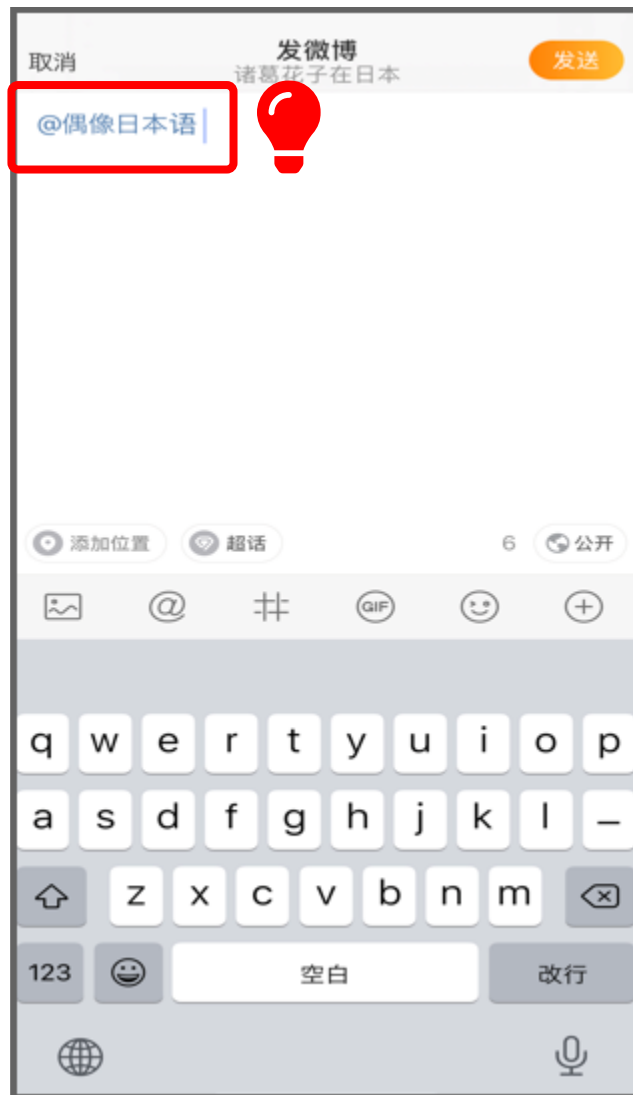 取消
发微博
发送
诸葛花子在日本
@偶像日本语
添加位置
超话
6
公开
@
GIF
q w e r t y u i o p
a s d f g h j k l –
z x c v b n m
123
空白
改行